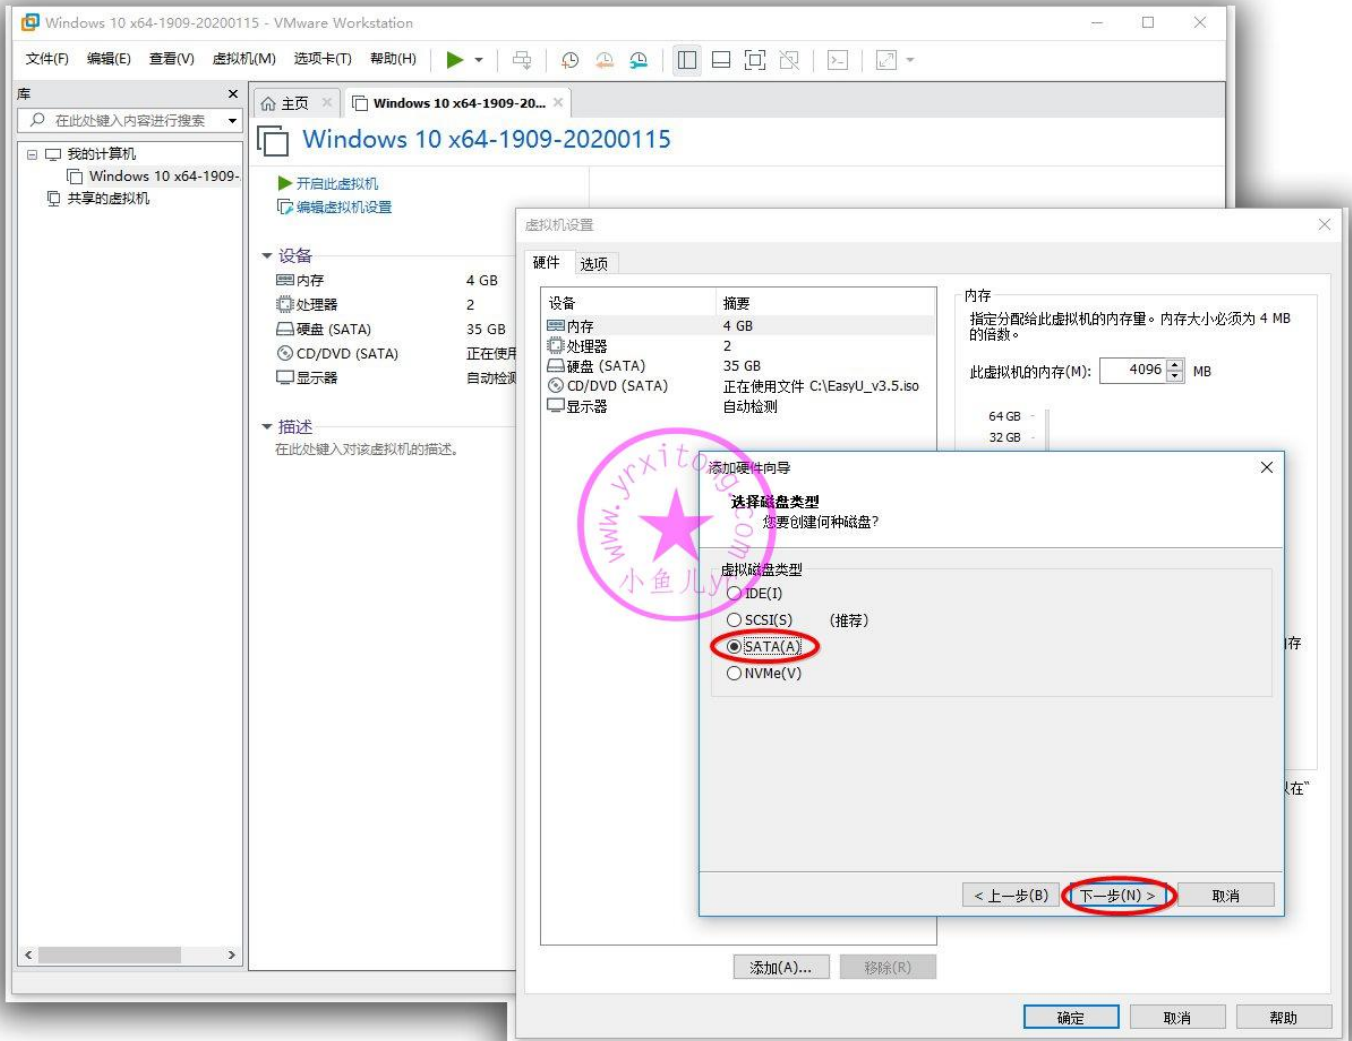 Windows 10 x64-1909-20200115 - VMware Workstation
文件(F) 编辑(E) 查看(V) 虚拟机(M) 选项卡(T) 帮助(H)
库
在此处键入内容进行搜索
我的计算机
Windows 10 x64-1909-
共享的虚拟机
主页
Windows 10 x64-1909-20...
Windows 10 x64-1909-20200115
开启此虚拟机
编辑虚拟机设置
设备
内存 4 GB
处理器 2
硬盘 (SATA) 35 GB
CD/DVD (SATA) 正在使用
显示器 自动检测
描述
在此处键入对该虚拟机的描述。
虚拟机设置
硬件 选项
设备 摘要
内存 4 GB
处理器 2
硬盘 (SATA) 35 GB
CD/DVD (SATA) 正在使用文件 C:\EasyU_v3.5.iso
显示器 自动检测
内存
指定分配给此虚拟机的内存量。内存大小必须为 4 MB
的倍数。
此虚拟机的内存(M): 4096 MB
64 GB
32 GB
www.yrxitong.com
小鱼儿yr
添加硬件向导
选择磁盘类型
您要创建何种磁盘?
虚拟磁盘类型
IDE(I)
SCSI(S) (推荐)
SATA(A)
NVMe(V)
存
以在"
< 上一步(B) 下一步(N) > 取消
添加(A)... 移除(R)
确定 取消 帮助